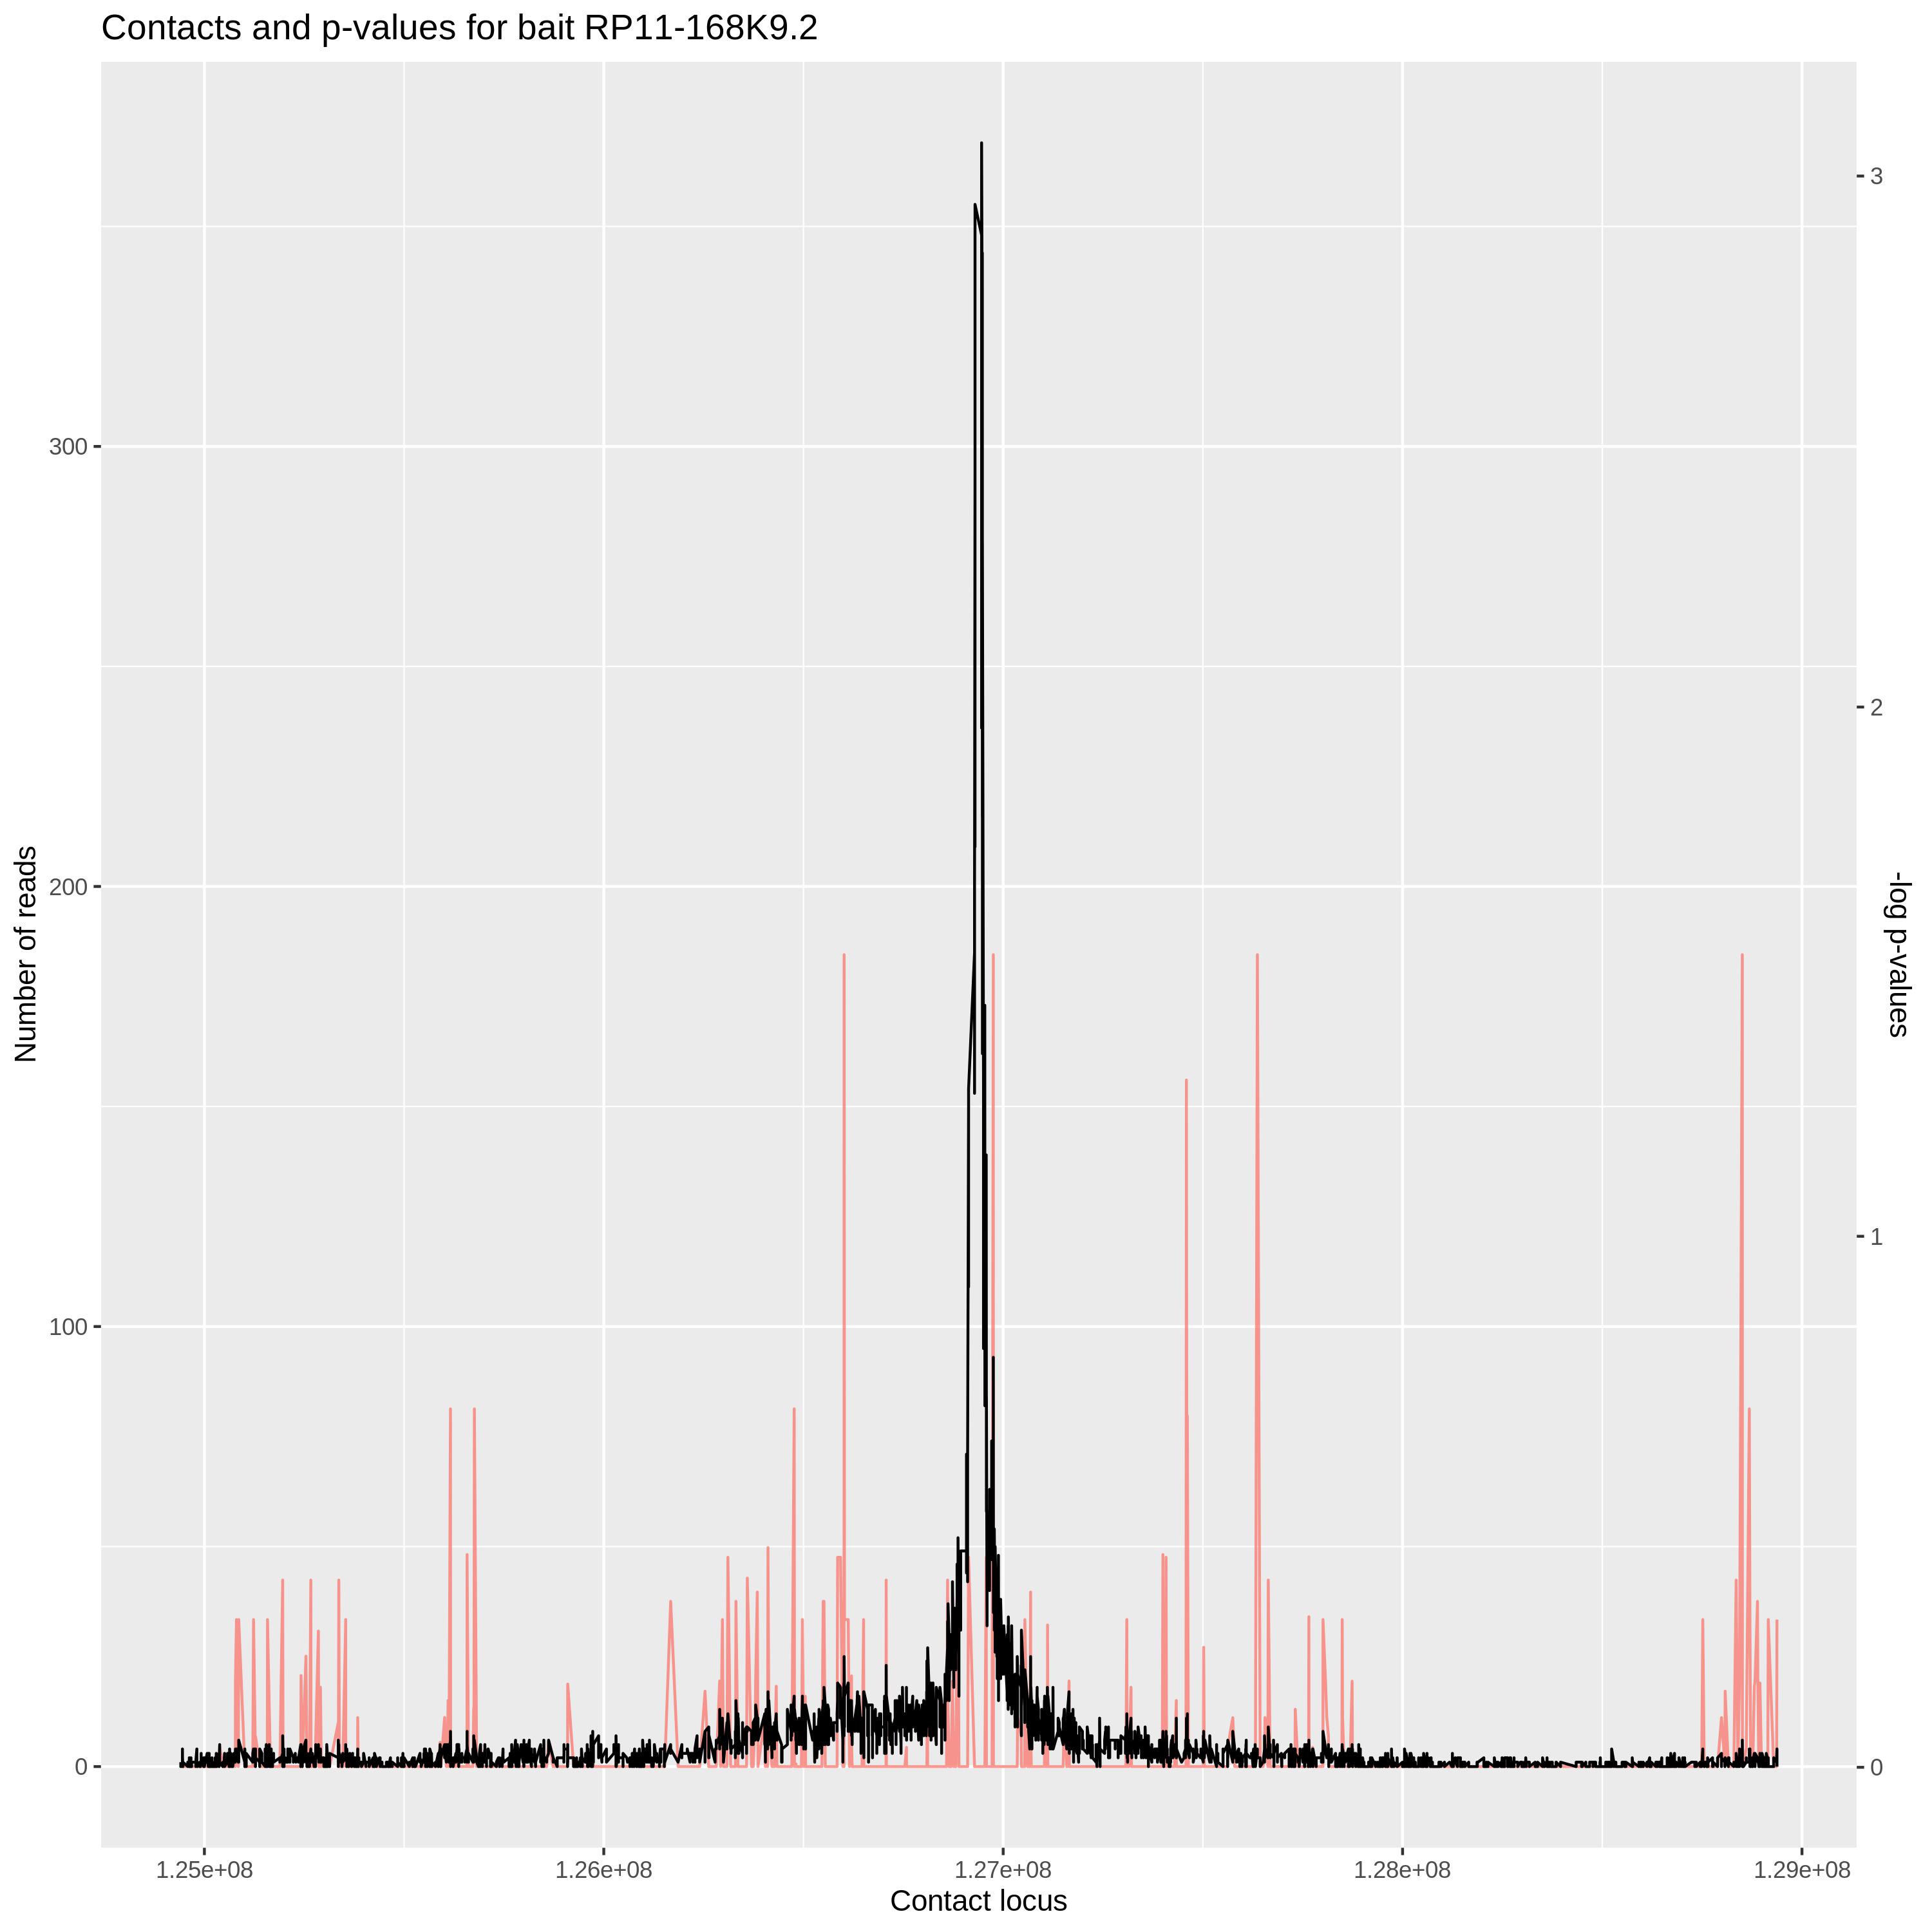 Contacts and p-values for bait RP11-168K9.2
300
200
100
0
Number of reads
3
2
1
0
-log p-values
1.25e+08
1.26e+08
1.27e+08
1.28e+08
1.29e+08
Contact locus